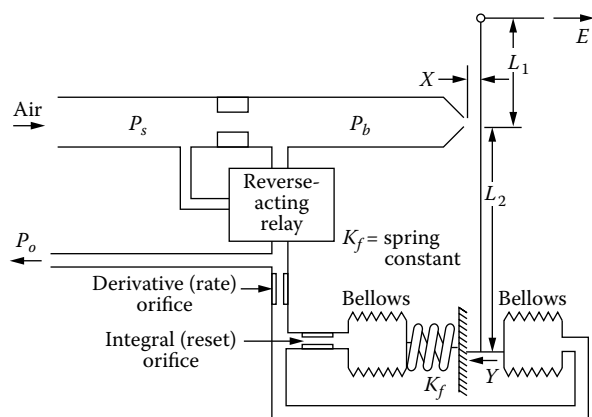 E
L1
X
Air
Ps
Pb
L2
Reverse-
acting
relay
Kf = spring
constant
Po
Derivative (rate)
orifice
Bellows
Bellows
Integral (reset)
orifice
Kf
Y